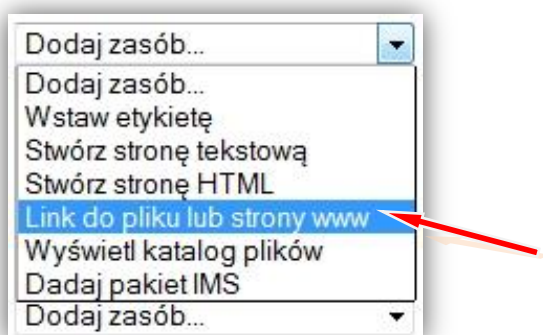 Dodaj zasób...
Dodaj zasób...
Wstaw etykietę
Stwórz stronę tekstową
Stwórz stronę HTML
Link do pliku lub strony www
Wyświetl katalog plików
Dadaj pakiet IMS
Dodaj zasób...